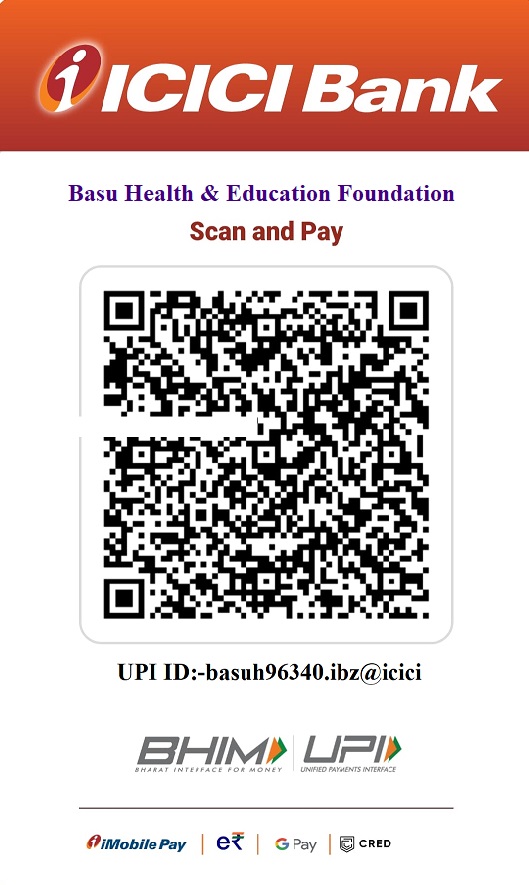 ICICI Bank
Basu Health & Education Foundation
Scan and Pay
UPI ID:-basuh96340.ibz@icici
BHIM UPI
BHARAT INTERFACE FOR MONEY UNIFIED PAYMENTS INTERFACE
iMobile Pay e₹ G Pay CRED